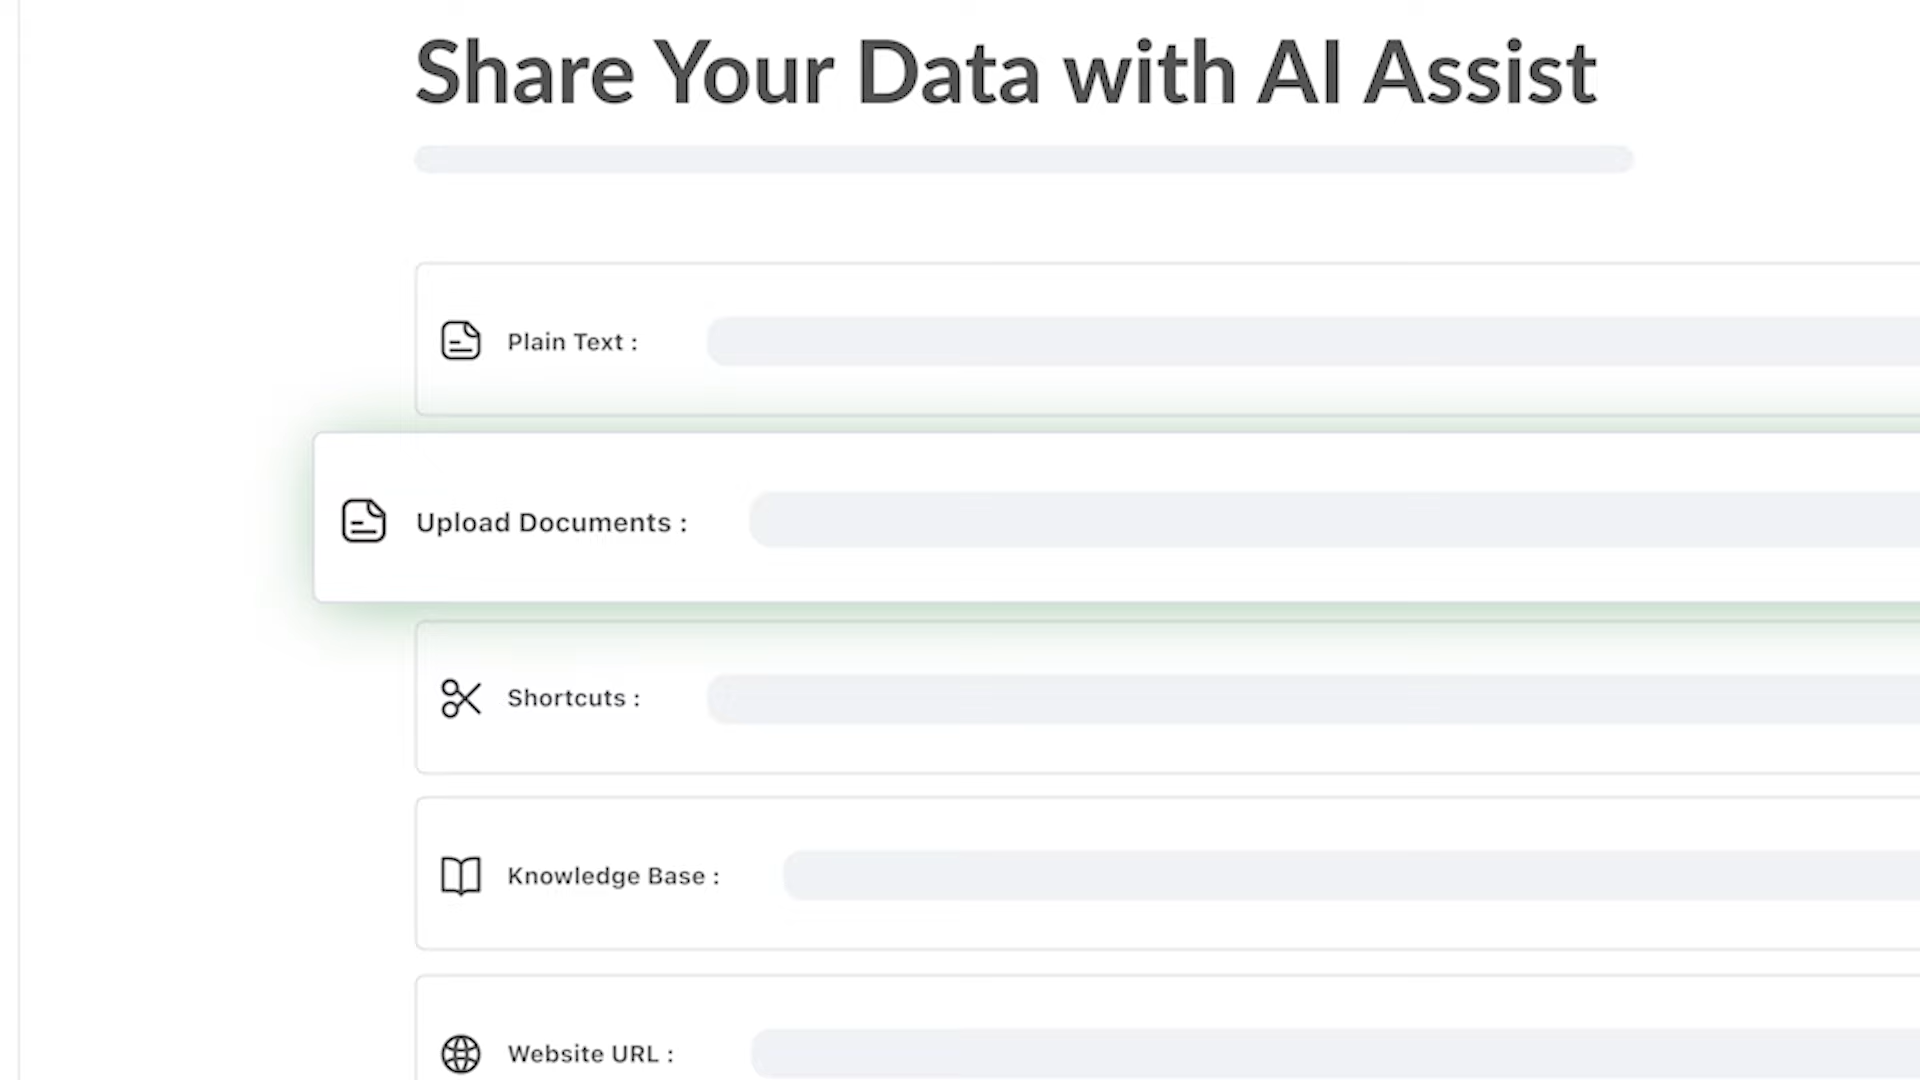 Share Your Data with AI Assist
Plain Text :
Upload Documents :
Shortcuts :
Knowledge Base :
Website URL :